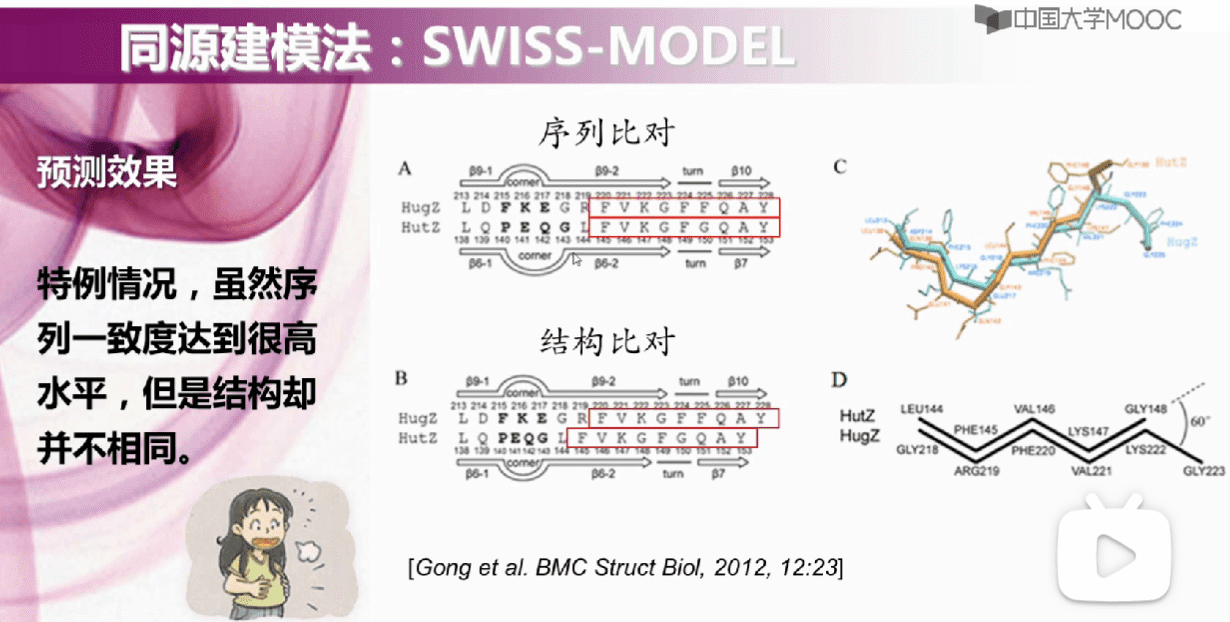 中国大学MOOC
同源建模法：SWISS-MODEL
预测效果
特例情况，虽然序
列一致度达到很高
水平，但是结构却
并不相同。
序列比对
A
β9-1 β9-2 turn β10
corner
213 214 215 216 217 218 219 220 221 222 223 224 225 226 227 228
HugZ L D F K E G R F V K G F F Q A Y
HutZ L Q P E Q G L F V K G F G Q A Y
138 139 140 141 142 143 144 145 146 147 148 149 150 151 152 153
corner
β6-1 β6-2 turn β7
结构比对
B
β9-1 β9-2 turn β10
corner
213 214 215 216 217 218 219 220 221 222 223 224 225 226 227 228
HugZ L D F K E G R F V K G F F Q A Y
HutZ L Q P E Q G L F V K G F G Q A Y
138 139 140 141 142 143 144 145 146 147 148 149 150 151 152 153
corner
β6-1 β6-2 turn β7
C
HutZ
HugZ
D
LEU144 VAL146 GLY148
HutZ
PHE145 LYS147
60°
HugZ
GLY218 PHE220 LYS222
ARG219 VAL221 GLY223
[Gong et al. BMC Struct Biol, 2012, 12:23]